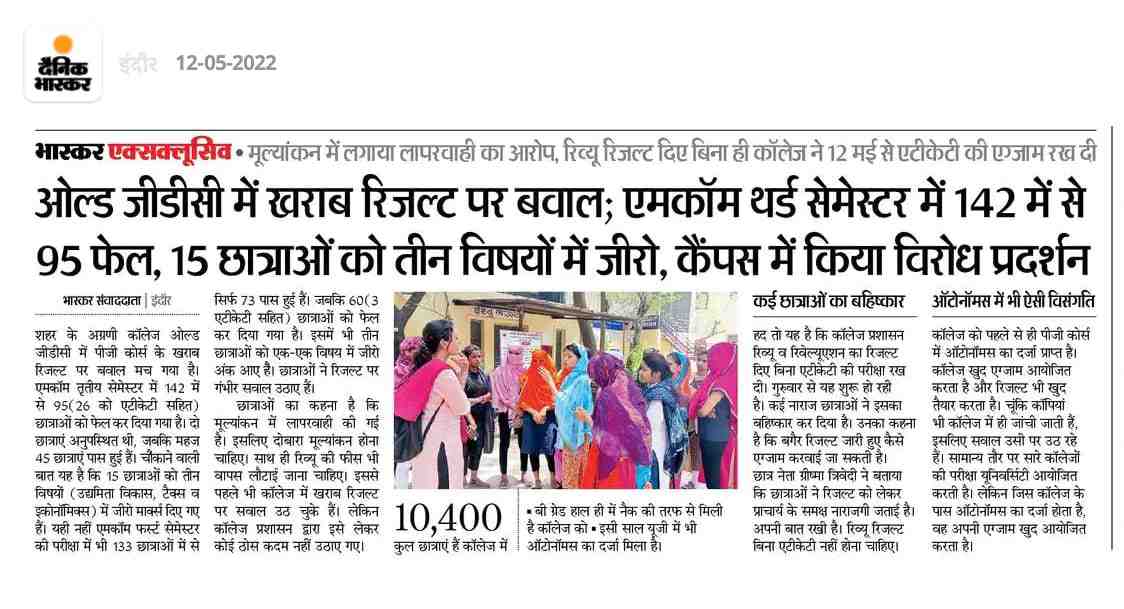 दैनिक
भास्कर
इंदौर 12-05-2022
भास्कर एक्सक्लूसिव • मूल्यांकन में लगाया लापरवाही का आरोप, रिव्यू रिजल्ट दिए बिना ही कॉलेज ने 12 मई से एटीकेटी की एग्जाम रख दी
ओल्ड जीडीसी में खराब रिजल्ट पर बवाल; एमकॉम थर्ड सेमेस्टर में 142 में से
95 फेल, 15 छात्राओं को तीन विषयों में जीरो, कैंपस में किया विरोध प्रदर्शन
भास्कर संवाददाता | इंदौर
शहर के अग्रणी कॉलेज ओल्ड
जीडीसी में पीजी कोर्स के खराब
रिजल्ट पर बवाल मच गया है।
एमकॉम तृतीय सेमेस्टर में 142 में
से 95(26 को एटीकेटी सहित)
छात्राओं को फेल कर दिया गया है। दो
छात्राएं अनुपस्थित थी, जबकि महज
45 छात्राएं पास हुई हैं। चौंकाने वाली
बात यह है कि 15 छात्राओं को तीन
विषयों (उद्यमिता विकास, टैक्स व
इकोनॉमिक्स) में जीरो मार्क्स दिए गए
हैं। यही नहीं एमकॉम फर्स्ट सेमेस्टर
की परीक्षा में भी 133 छात्राओं में से
सिर्फ 73 पास हुई हैं। जबकि 60(3
एटीकेटी सहित) छात्राओं को फेल
कर दिया गया है। इसमें भी तीन
छात्राओं को एक-एक विषय में जीरो
अंक आए हैं। छात्राओं ने रिजल्ट पर
गंभीर सवाल उठाए हैं।
छात्राओं का कहना है कि
मूल्यांकन में लापरवाही की गई
है। इसलिए दोबारा मूल्यांकन होना
चाहिए। साथ ही रिव्यू की फीस भी
वापस लौटाई जाना चाहिए। इससे
पहले भी कॉलेज में खराब रिजल्ट
पर सवाल उठ चुके हैं। लेकिन
कॉलेज प्रशासन द्वारा इसे लेकर
कोई ठोस कदम नहीं उठाए गए।
10,400
कुल छात्राएं हैं कॉलेज में
▪ बी ग्रेड हाल ही में नैक की तरफ से मिली
है कॉलेज को ▪ इसी साल यूजी में भी
ऑटोनॉमस का दर्जा मिला है।
कई छात्राओं का बहिष्कार
हद तो यह है कि कॉलेज प्रशासन
रिव्यू व रिवेल्यूएशन का रिजल्ट
दिए बिना एटीकेटी की परीक्षा रख
दी। गुरुवार से यह शुरू हो रही
है। कई नाराज छात्राओं ने इसका
बहिष्कार कर दिया है। उनका कहना
है कि बगैर रिजल्ट जारी हुए कैसे
एग्जाम करवाई जा सकती है।
छात्र नेता ग्रीष्मा त्रिवेदी ने बताया
कि छात्राओं ने रिजल्ट को लेकर
प्राचार्य के समक्ष नाराजगी जताई है।
अपनी बात रखी है। रिव्यू रिजल्ट
बिना एटीकेटी नहीं होना चाहिए।
ऑटोनॉमस में भी ऐसी विसंगति
कॉलेज को पहले से ही पीजी कोर्स
में ऑटोनॉमस का दर्जा प्राप्त है।
कॉलेज खुद एग्जाम आयोजित
करता है और रिजल्ट भी खुद
तैयार करता है। चूंकि कॉपियां
भी कॉलेज में ही जांची जाती हैं,
इसलिए सवाल उसी पर उठ रहे
हैं। सामान्य तौर पर सारे कॉलेजों
की परीक्षा यूनिवर्सिटी आयोजित
करती है। लेकिन जिस कॉलेज के
पास ऑटोनॉमस का दर्जा होता है,
वह अपनी एग्जाम खुद आयोजित
करता है।